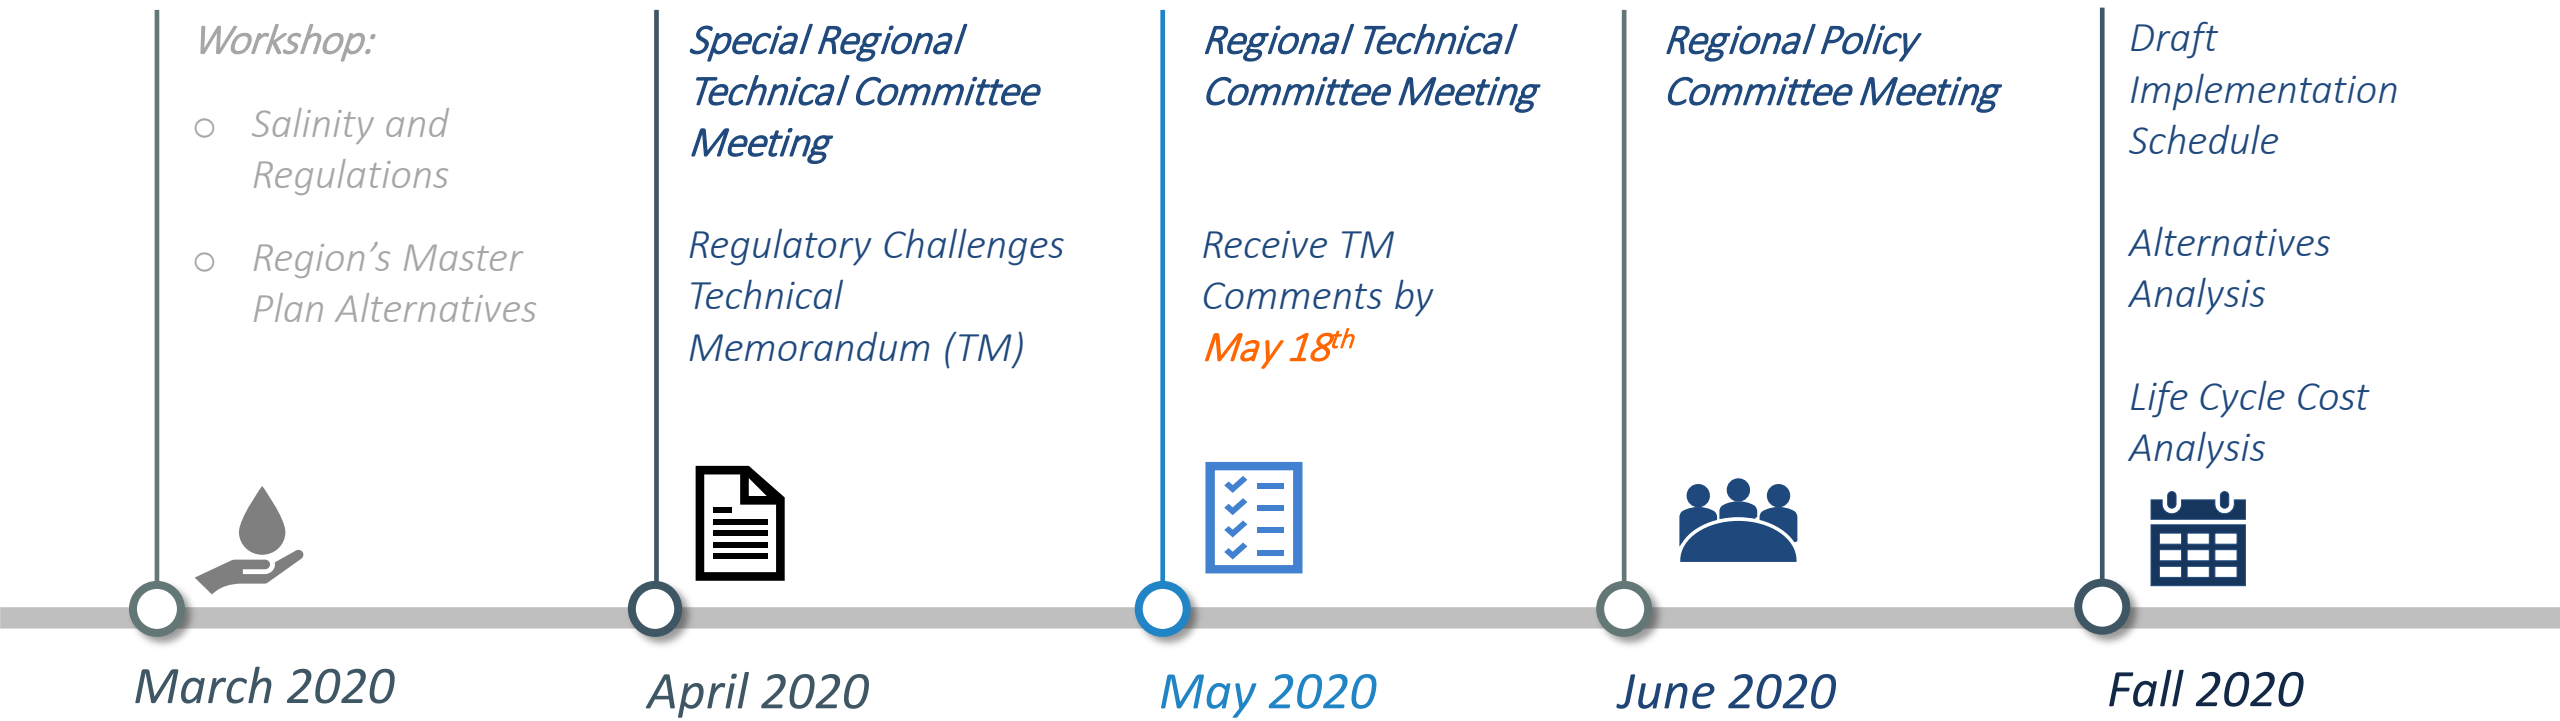 Workshop:
o Salinity and
Regulations
o Region's Master
Plan Alternatives
March 2020
Special Regional
Technical Committee
Meeting
Regulatory Challenges
Technical
Memorandum (TM)
April 2020
Regional Technical
Committee Meeting
Receive TM
Comments by
May 18th
May 2020
Regional Policy
Committee Meeting
June 2020
Draft
Implementation
Schedule
Alternatives
Analysis
Life Cycle Cost
Analysis
Fall 2020